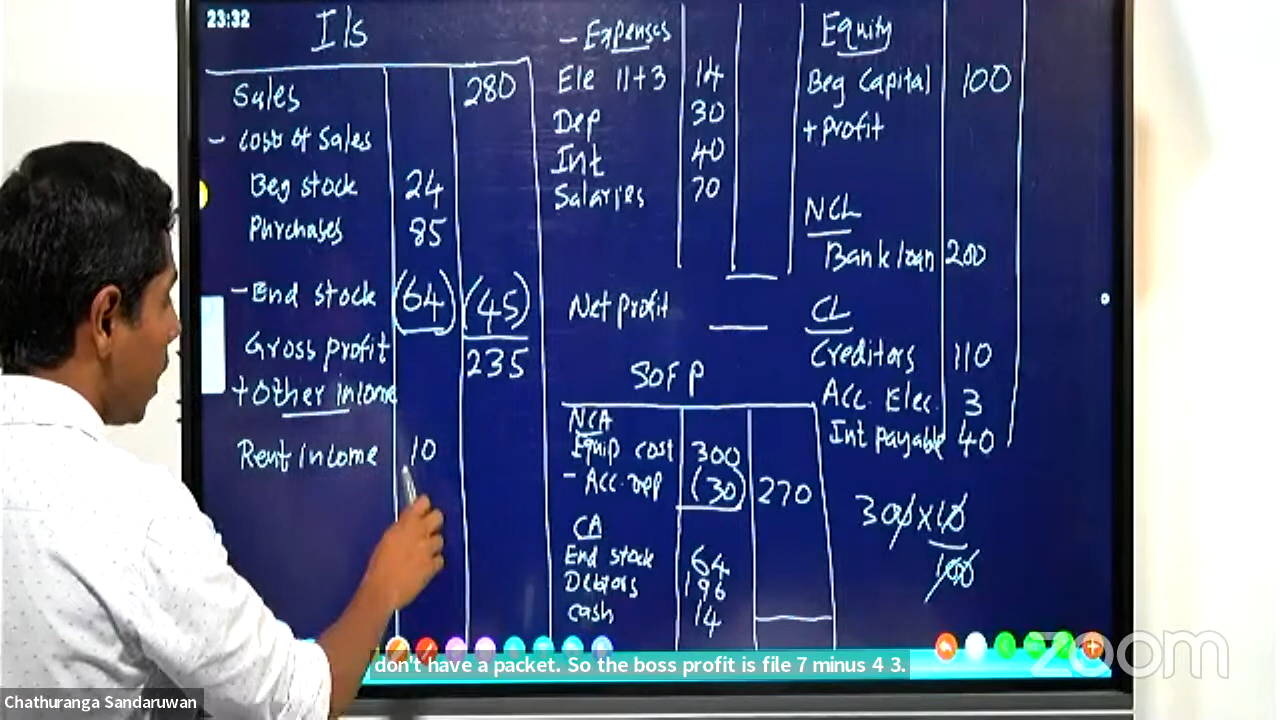 23:32
I/s
Sales 280
- Cost of Sales
Beg stock 24
Purchases 85
- End stock (64) (45)
Gross profit 235
+ Other income
Rent income 10
- Expenses
Ele 11+3 14
Dep 30
Int 40
Salaries 70
Net profit
SOFP
NCA
Equip cost 300
- Acc. Dep (30) 270
CA
End stock 64
Debtors 196
Cash 14
Equity
Beg Capital 100
+ Profit
NCL
Bank loan 200
CL
Creditors 110
Acc. Elec. 3
Int payable 40
300 x 10
100
don't have a packet. So the boss profit is file 7 minus 4 3.
zoom
Chathuranga Sandaruwan